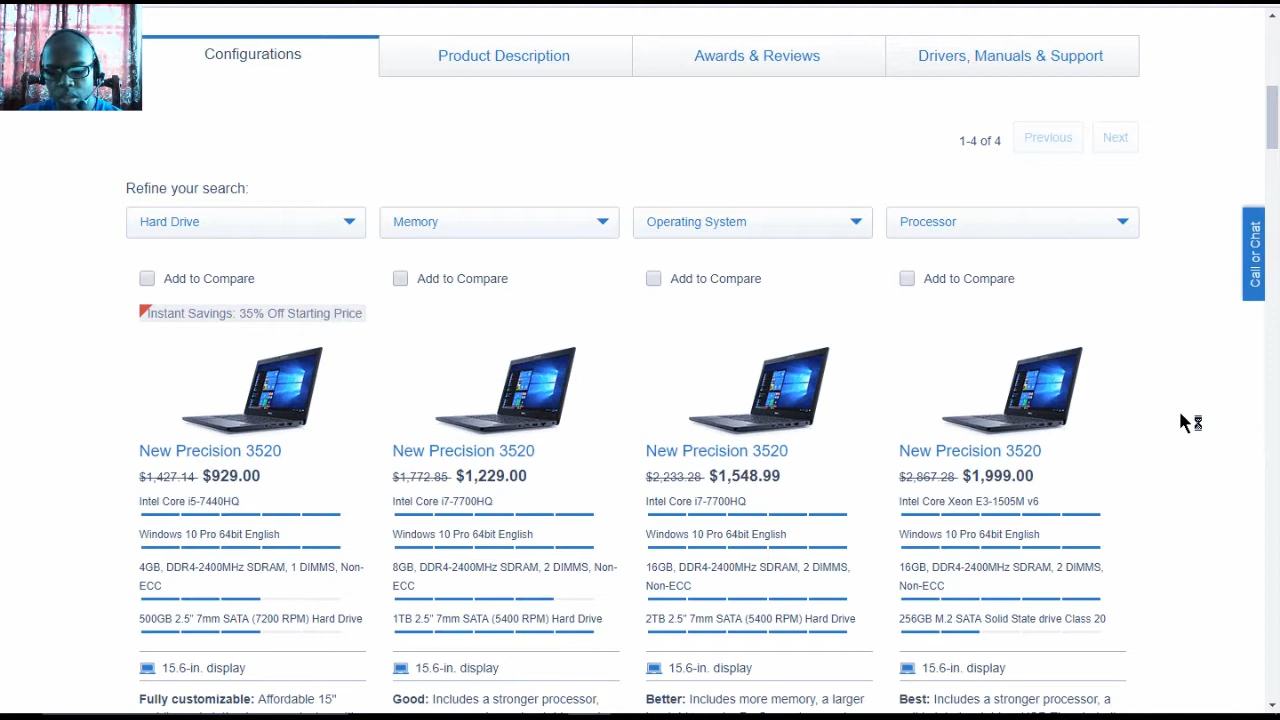 Configurations
Product Description
Awards & Reviews
Drivers, Manuals & Support
1-4 of 4
Previous
Next
Refine your search:
Hard Drive
Memory
Operating System
Processor
Call or Chat
Add to Compare
Add to Compare
Add to Compare
Add to Compare
Instant Savings: 35% Off Starting Price
New Precision 3520
New Precision 3520
New Precision 3520
New Precision 3520
$1,427.14 $929.00
$1,772.85 $1,229.00
$2,233.28 $1,548.99
$2,867.28 $1,999.00
Intel Core i5-7440HQ
Intel Core i7-7700HQ
Intel Core i7-7700HQ
Intel Core Xeon E3-1505M v6
Windows 10 Pro 64bit English
Windows 10 Pro 64bit English
Windows 10 Pro 64bit English
Windows 10 Pro 64bit English
4GB, DDR4-2400MHz SDRAM, 1 DIMMS, Non-
ECC
8GB, DDR4-2400MHz SDRAM, 2 DIMMS, Non-
ECC
16GB, DDR4-2400MHz SDRAM, 2 DIMMS,
Non-ECC
16GB, DDR4-2400MHz SDRAM, 2 DIMMS,
Non-ECC
500GB 2.5" 7mm SATA (7200 RPM) Hard Drive
1TB 2.5" 7mm SATA (5400 RPM) Hard Drive
2TB 2.5" 7mm SATA (5400 RPM) Hard Drive
256GB M.2 SATA Solid State drive Class 20
15.6-in. display
15.6-in. display
15.6-in. display
15.6-in. display
Fully customizable: Affordable 15"
Good: Includes a stronger processor,
Better: Includes more memory, a larger
Best: Includes a stronger processor, a